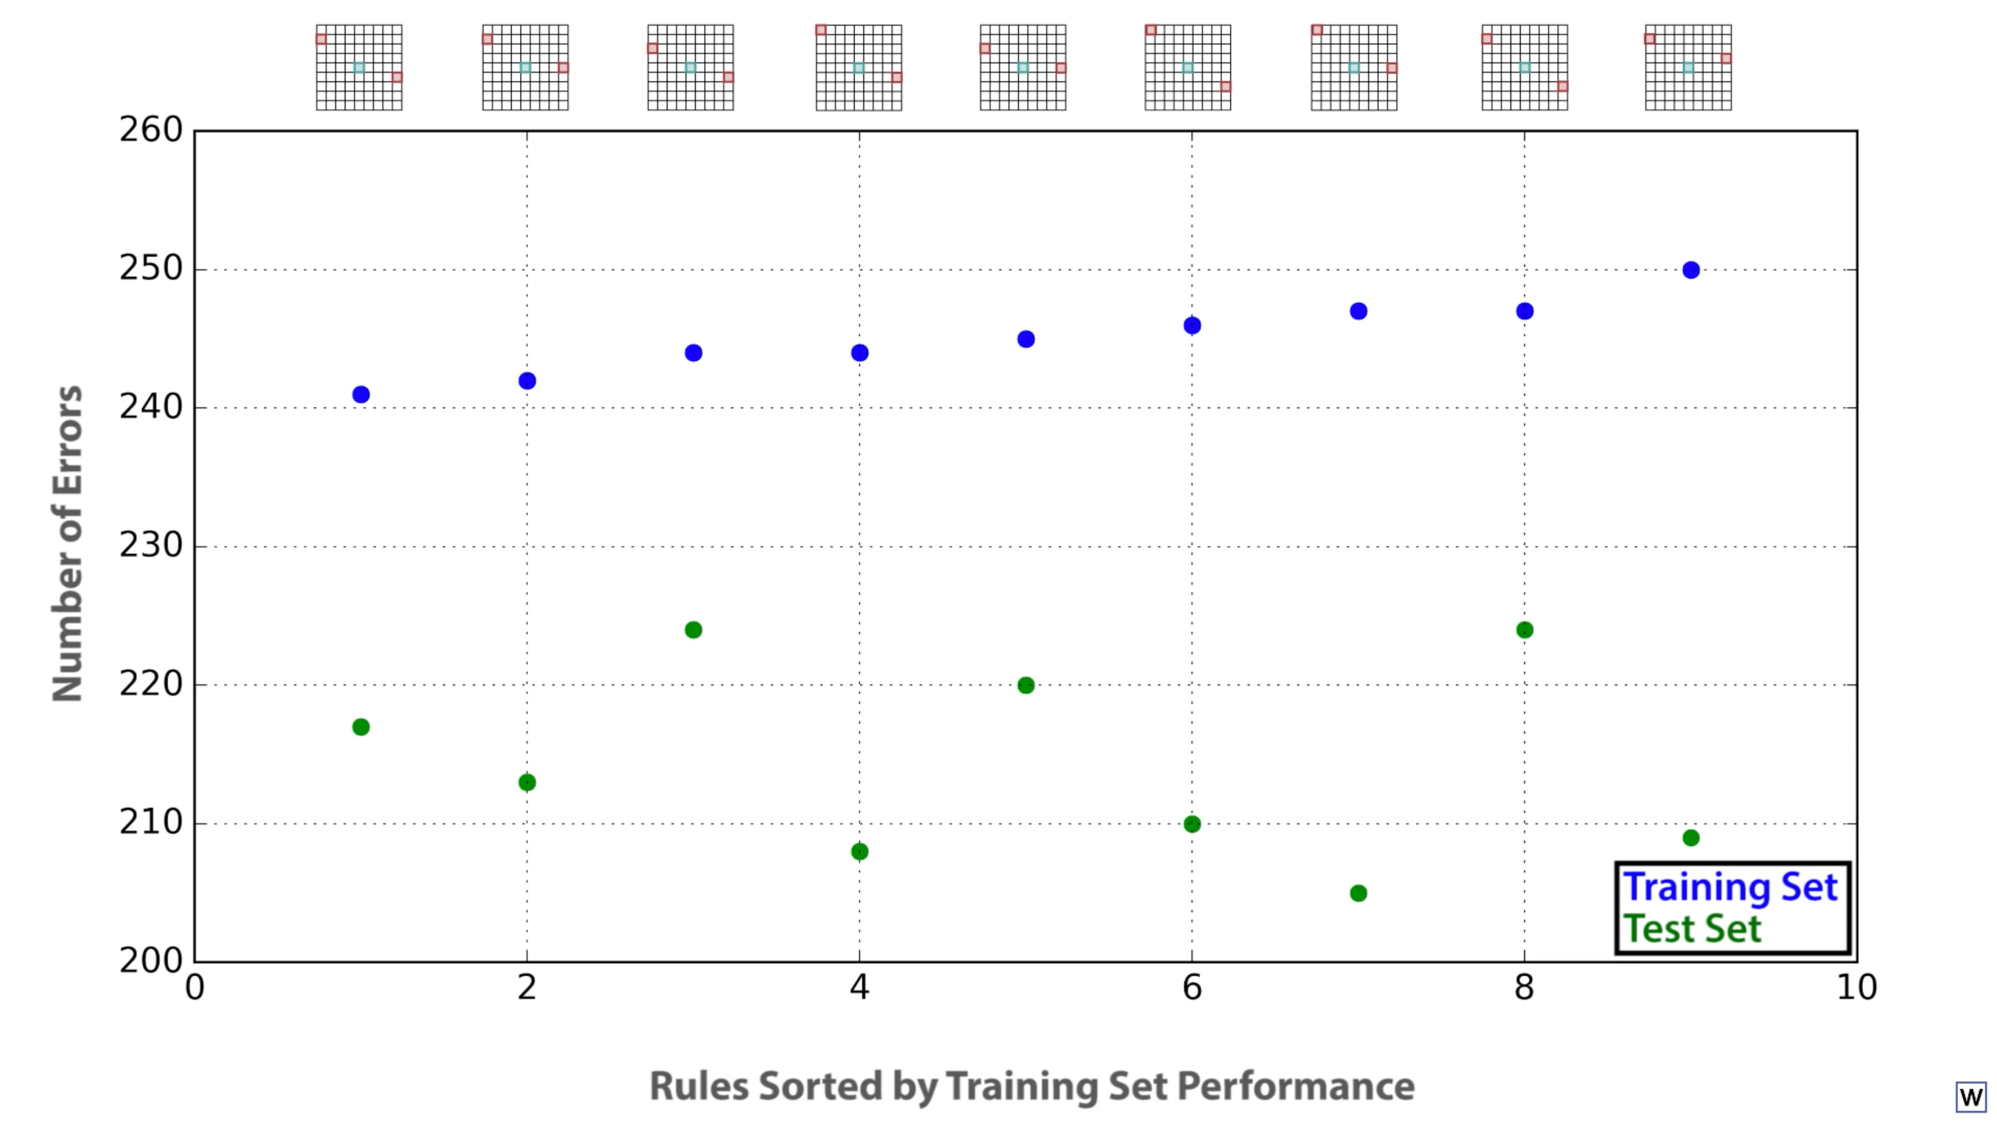 260
250
240
230
220
210
200
0 2 4 6 8 10
Number of Errors
Rules Sorted by Training Set Performance
Training Set
Test Set
W